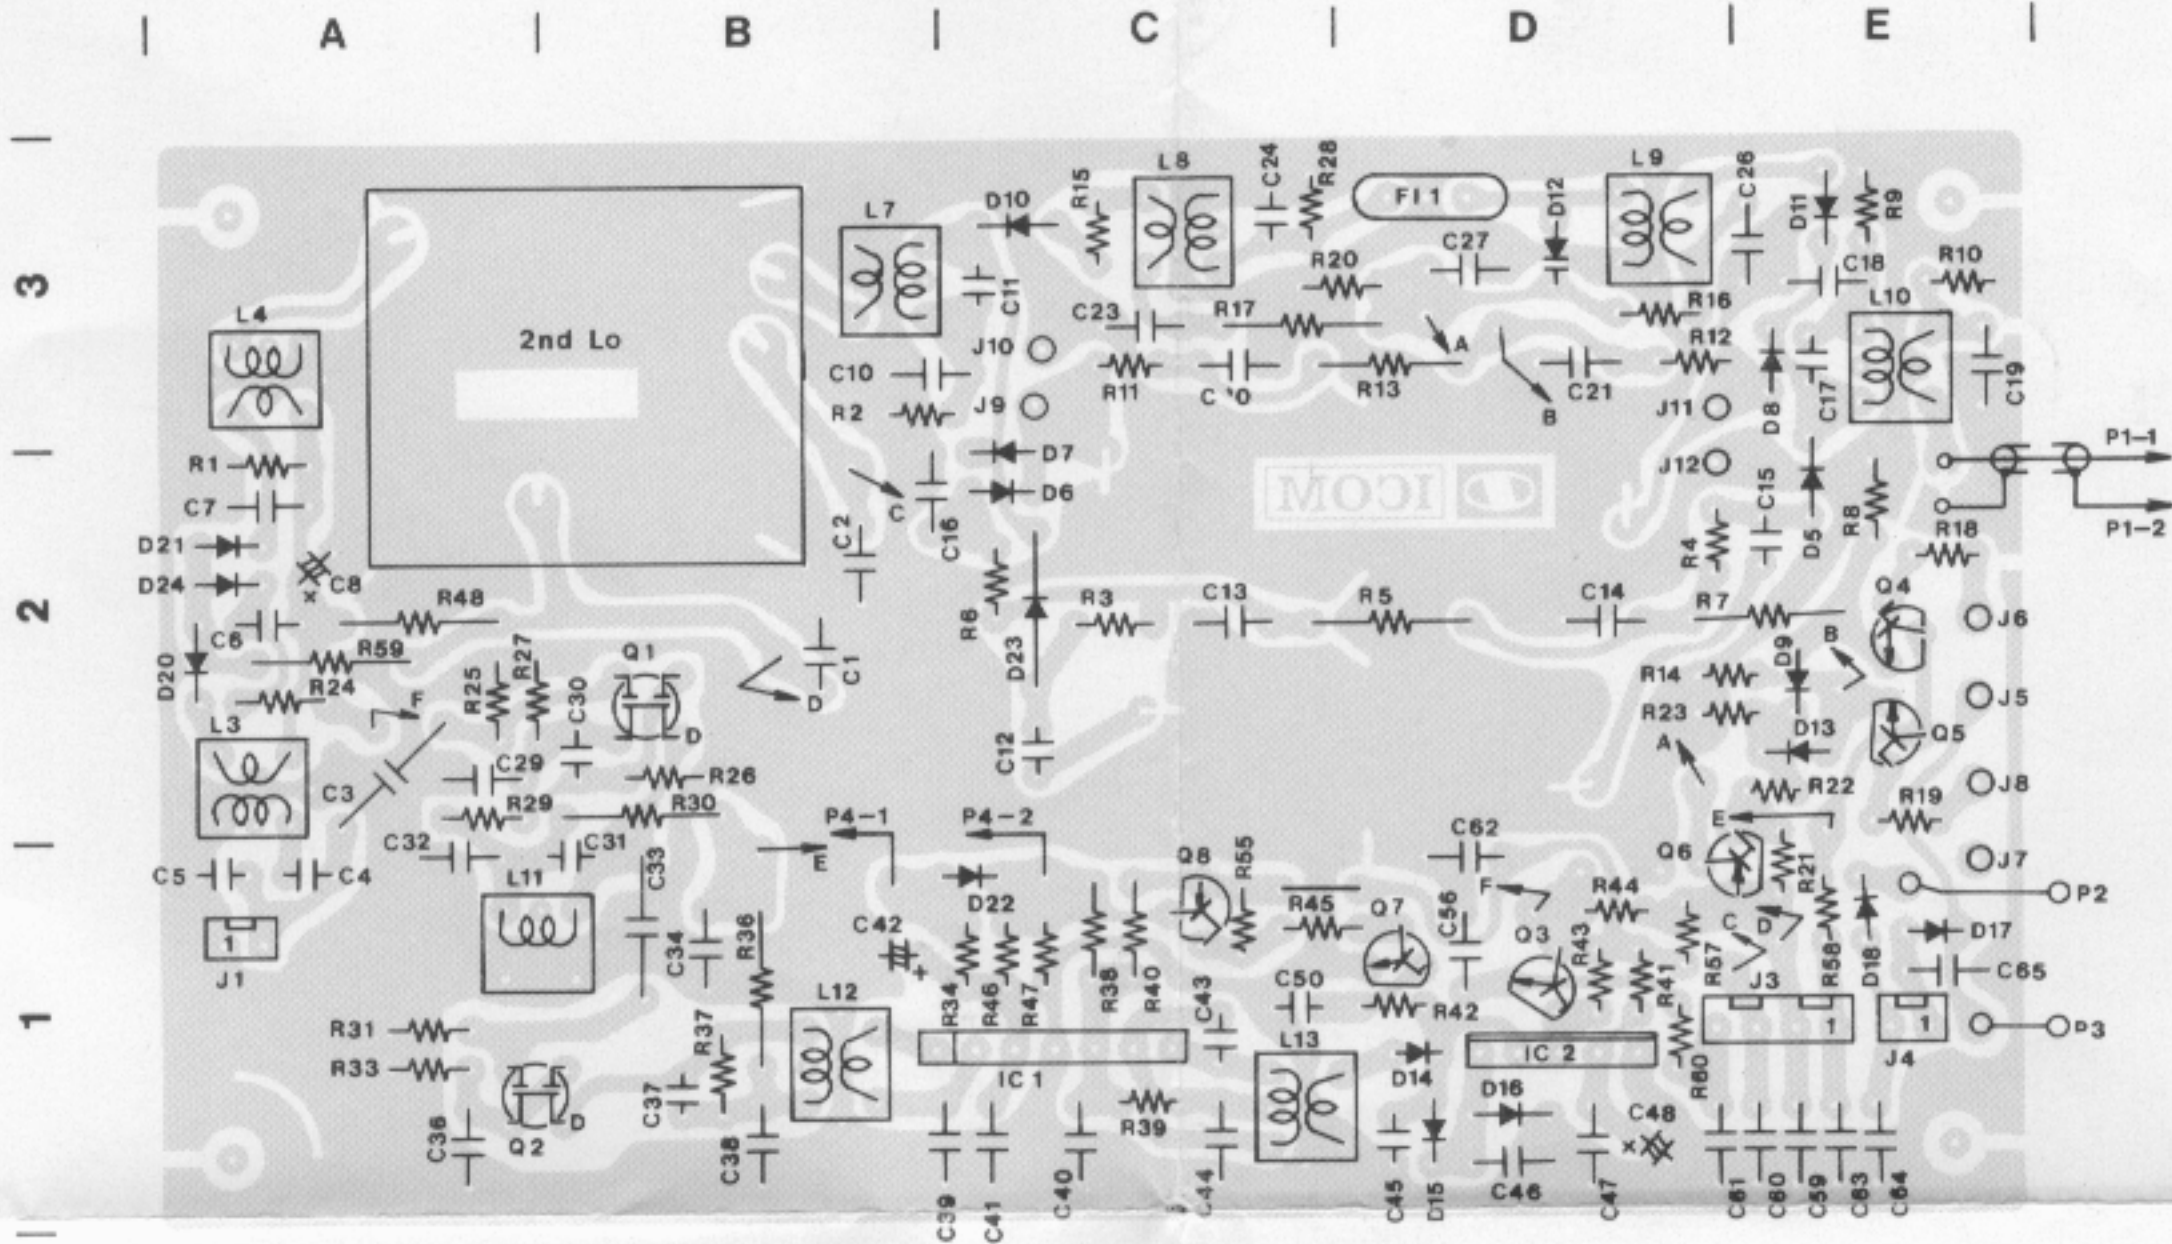 A B C D E
3
2
1
L8 C24 R28 L9 C26
R15 FI 1 D12 D11 R9
L7 D10
C27
R20 C18 R10
C11
L4 C23 R17 R16 L10
2nd Lo J10 A R12
C10 R11 R13 C21 C17 C19
R2 J9 B J11 D8
D7 P1-1
R1 D6 J12
C7 C ICOM C15 R8
P1-2
D21 C2 C16 R4 D5 R18
D24 C8
R48 R6 R3 C13 R5 C14 R7 Q4
C6 J6
R59 R27 Q1 D23 D9 B
D20 R24 R25 C30 C1 R14
F D J5
L3 D R23 D13 Q5
C12 A
C29 R26 R22 J8
C3
R29 R30 P4-1 P4-2 R19
E
C32 C31 C62
C33 E Q8 R55 Q6 R21 J7
C5 C4
L11 F R44 P2
D22 R45 Q7 C56
C42 + C D D17
1 C34 R36 Q3 R43
J1 R57 R58 D18 C65
L12 R34 R46 R47 R38 R40 C43 C50 R42 R41 J3
R31 R37 1 1 P3
L13 IC 2
R33 IC 1 D14 R60 J4
C37 D16
C48
Q2 D R39
C36 C38
C39 C41 C40 C44 C45 D15 C46 C47 C61 C60 C59 C63 C64